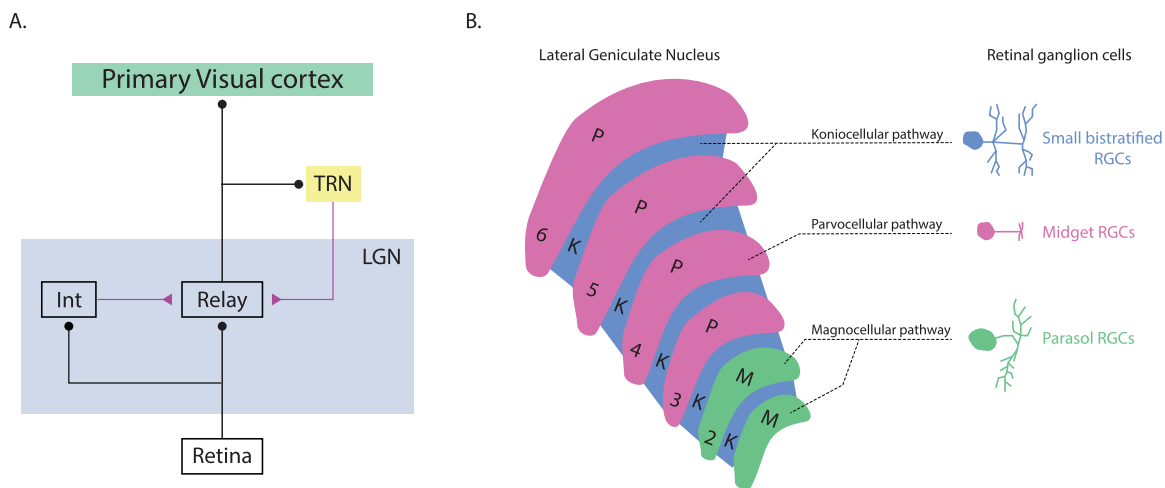 A.
Primary Visual cortex
TRN
LGN
Int
Relay
Retina
B.
Lateral Geniculate Nucleus
Retinal ganglion cells
P
6
K
Koniocellular pathway
Small bistratified
RGCs
P
5
K
Parvocellular pathway
Midget RGCs
P
4
K
P
3
K
Magnocellular pathway
Parasol RGCs
M
2
K
M